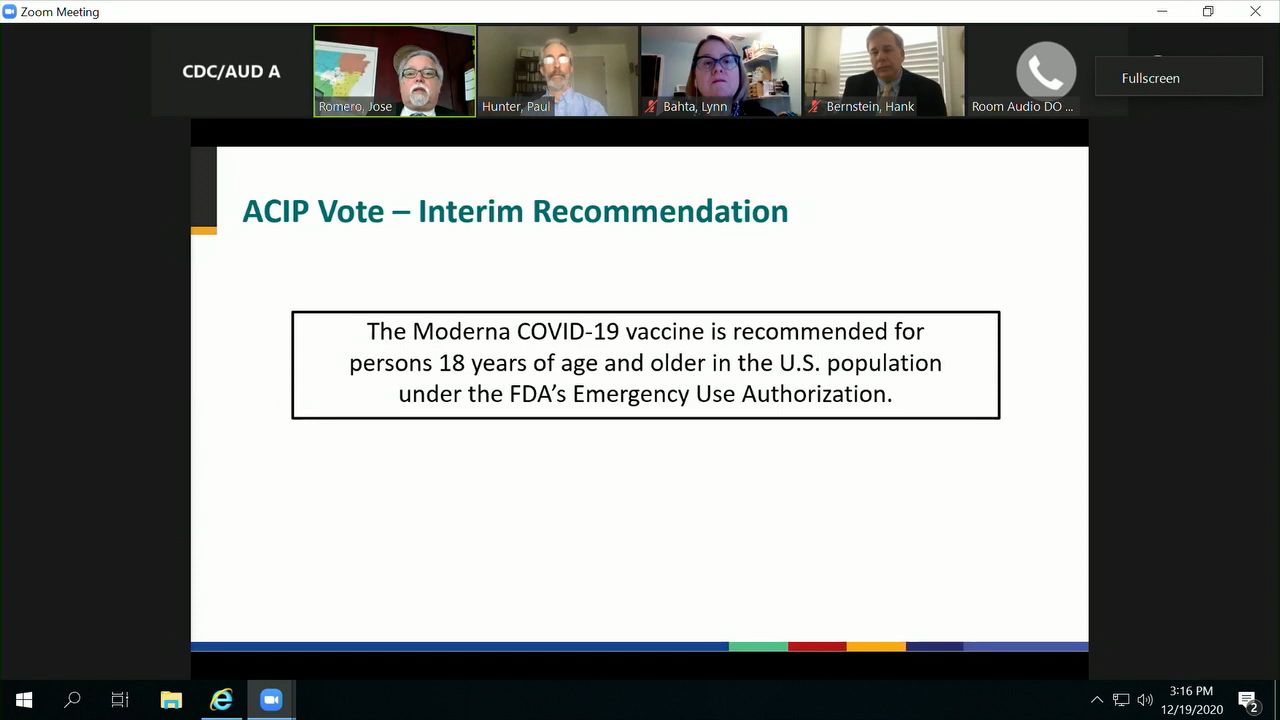 Zoom Meeting
CDC/AUD A
Romero, Jose
Hunter, Paul
Bahta, Lynn
Bernstein, Hank
Room Audio DO ...
Fullscreen
ACIP Vote – Interim Recommendation
The Moderna COVID-19 vaccine is recommended for
persons 18 years of age and older in the U.S. population
under the FDA’s Emergency Use Authorization.
3:16 PM
12/19/2020
2